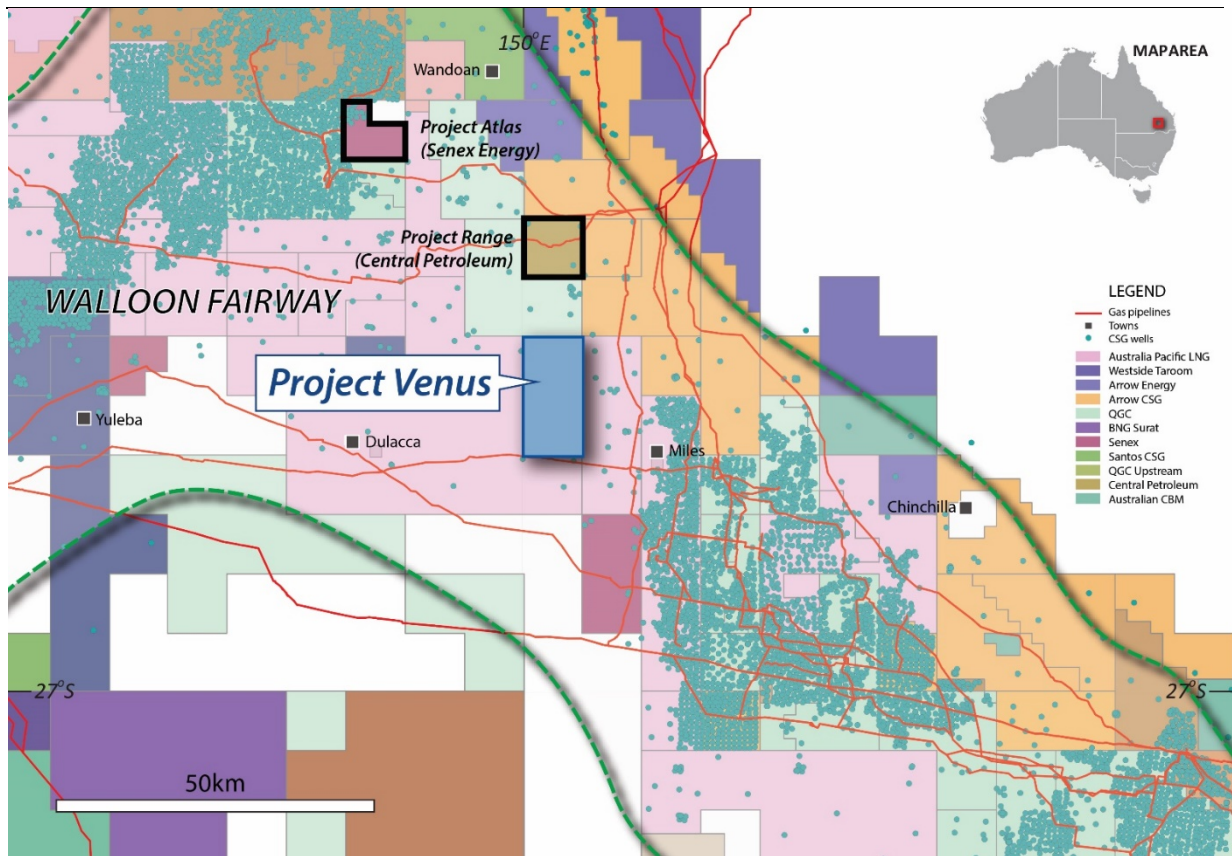 150°E
MAPAREA
Wandoan
Project Atlas
(Senex Energy)
Project Range
(Central Petroleum)
WALLOON FAIRWAY
LEGEND
Gas pipelines
Towns
CSG wells
Australia Pacific LNG
Westside Taroom
Arrow Energy
Arrow CSG
QGC
BNG Surat
Senex
Santos CSG
QGC Upstream
Central Petroleum
Australian CBM
Project Venus
Yuleba
Dulacca
Miles
Chinchilla
27°S
27°S
50km